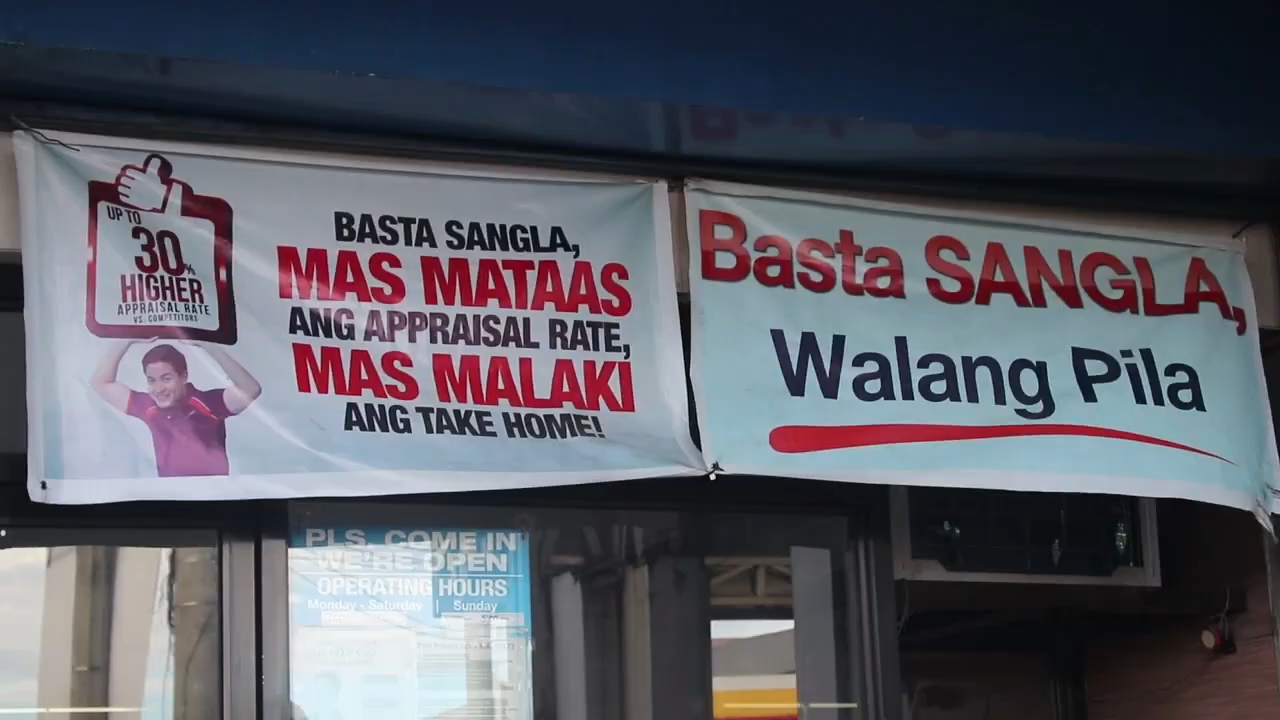 UP TO
30%
HIGHER
APPRAISAL RATE
VS. COMPETITORS
BASTA SANGLA,
MAS MATAAS
ANG APPRAISAL RATE,
MAS MALAKI
ANG TAKE HOME!
Basta SANGLA,
Walang Pila
PLS. COME IN
WE'RE OPEN
OPERATING HOURS
Monday - Saturday | Sunday